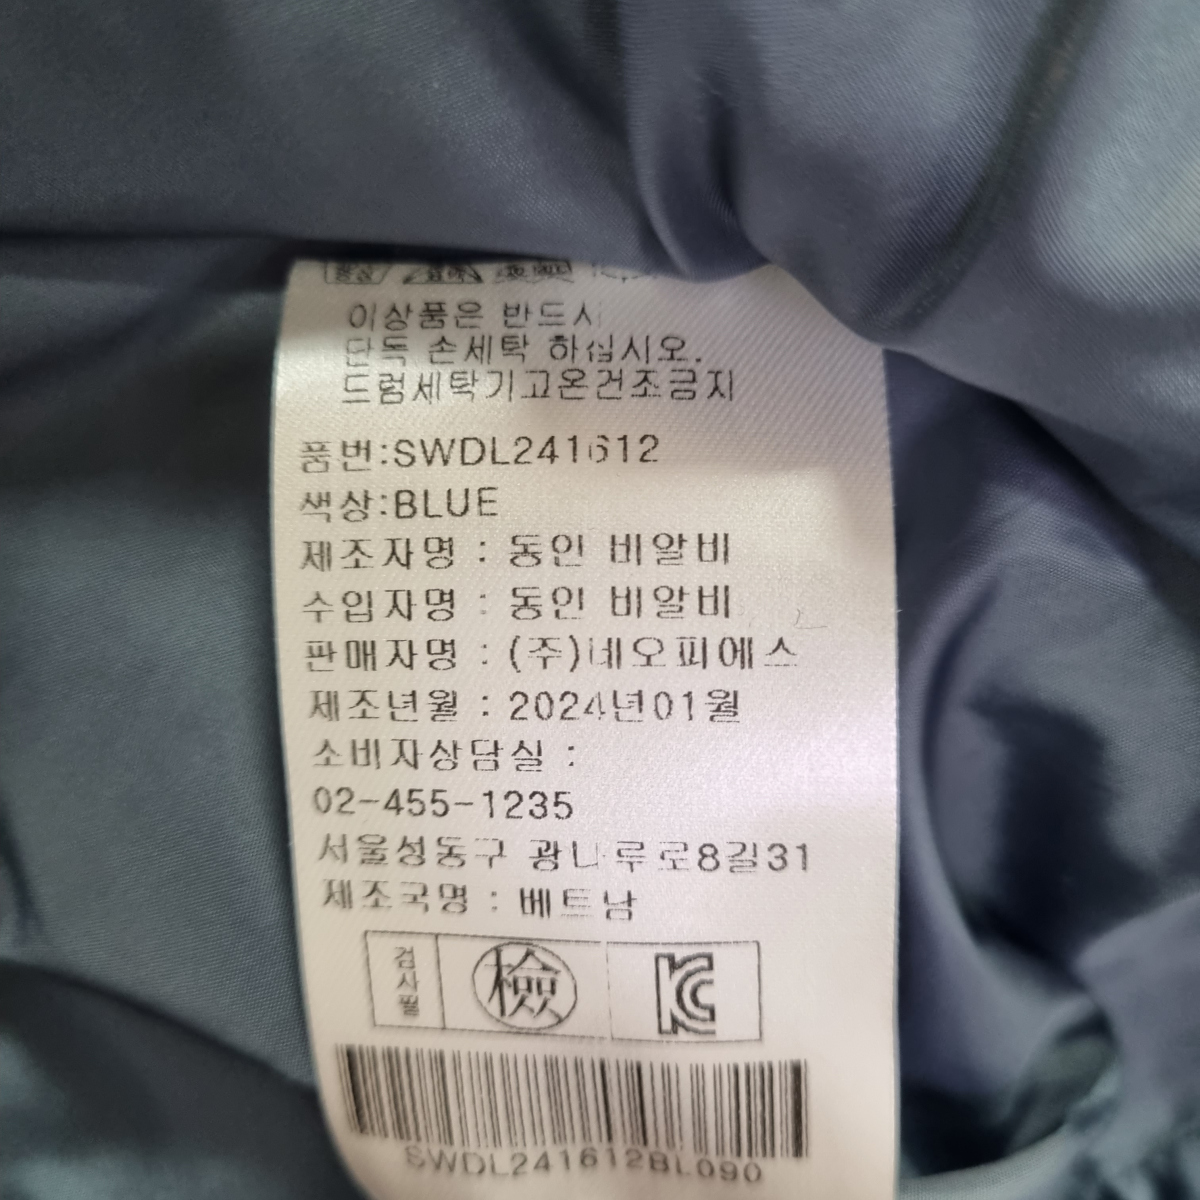 이상품은 반드시
단독 손세탁 하십시오.
드럼세탁기고온건조금지
품번:SWDL241612
색상:BLUE
제조자명 : 동인 비알비
수입자명 : 동인 비알비
판매자명 : (주)네오피에스
제조년월 : 2024년01월
소비자상담실 :
02-455-1235
서울성동구 광나루로8길31
제조국명 : 베트남
검사필 檢 KC
SWDL241612BL090